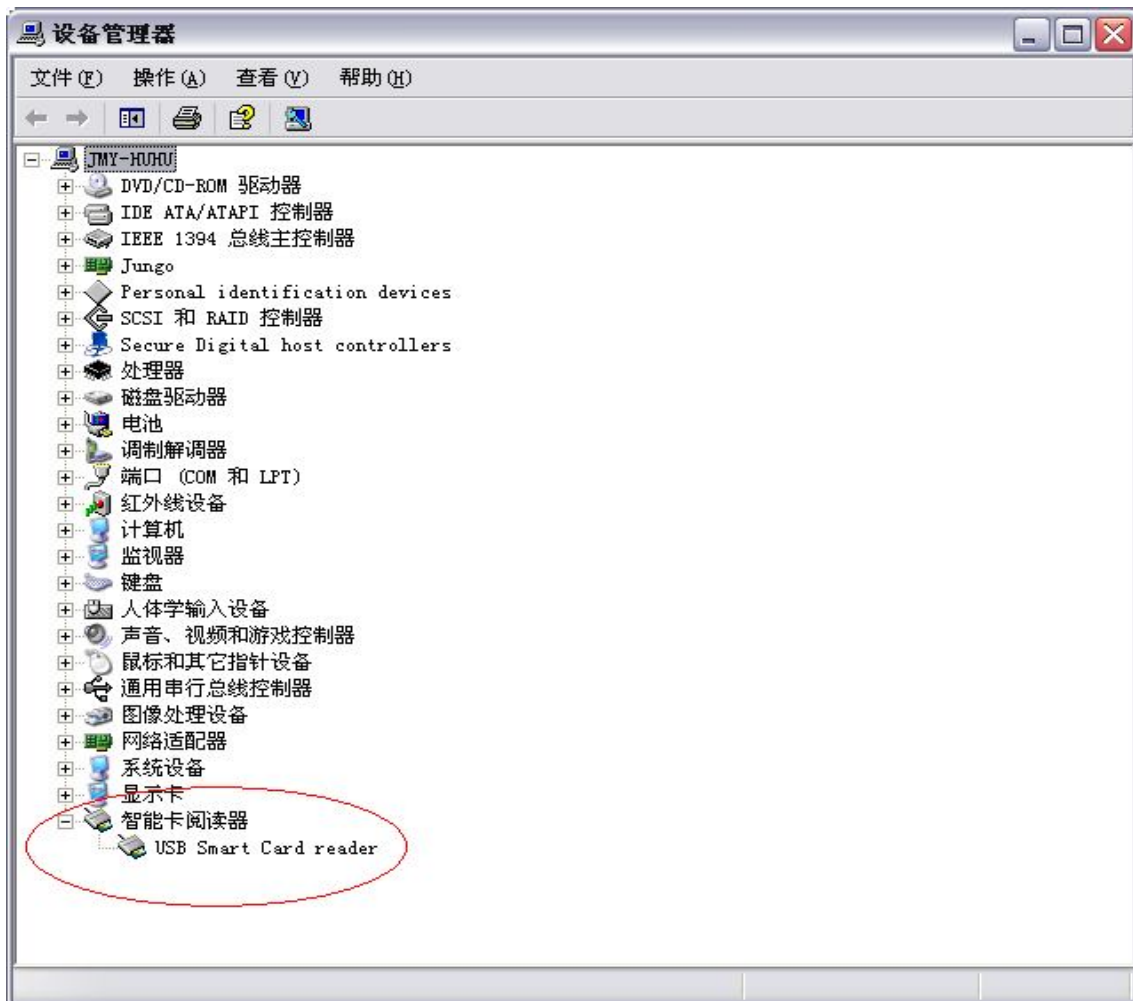 设备管理器
文件(F) 操作(A) 查看(V) 帮助(H)
JMY-HUHU
DVD/CD-ROM 驱动器
IDE ATA/ATAPI 控制器
IEEE 1394 总线主控制器
Jungo
Personal identification devices
SCSI 和 RAID 控制器
Secure Digital host controllers
处理器
磁盘驱动器
电池
调制解调器
端口 (COM 和 LPT)
红外线设备
计算机
监视器
键盘
人体学输入设备
声音、视频和游戏控制器
鼠标和其它指针设备
通用串行总线控制器
图像处理设备
网络适配器
系统设备
显示卡
智能卡阅读器
USB Smart Card reader